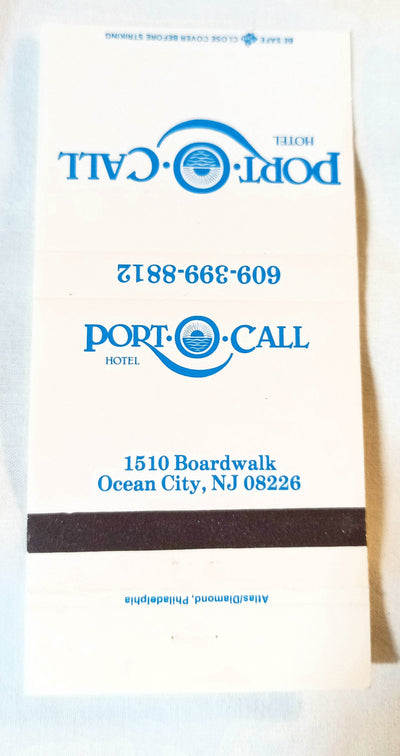 BE SAFE CLOSE COVER BEFORE STRIKING
PORT·O·CALL
HOTEL
609-399-8812
PORT·O·CALL
HOTEL
1510 Boardwalk
Ocean City, NJ 08226
Atlas/Diamond, Philadelphia